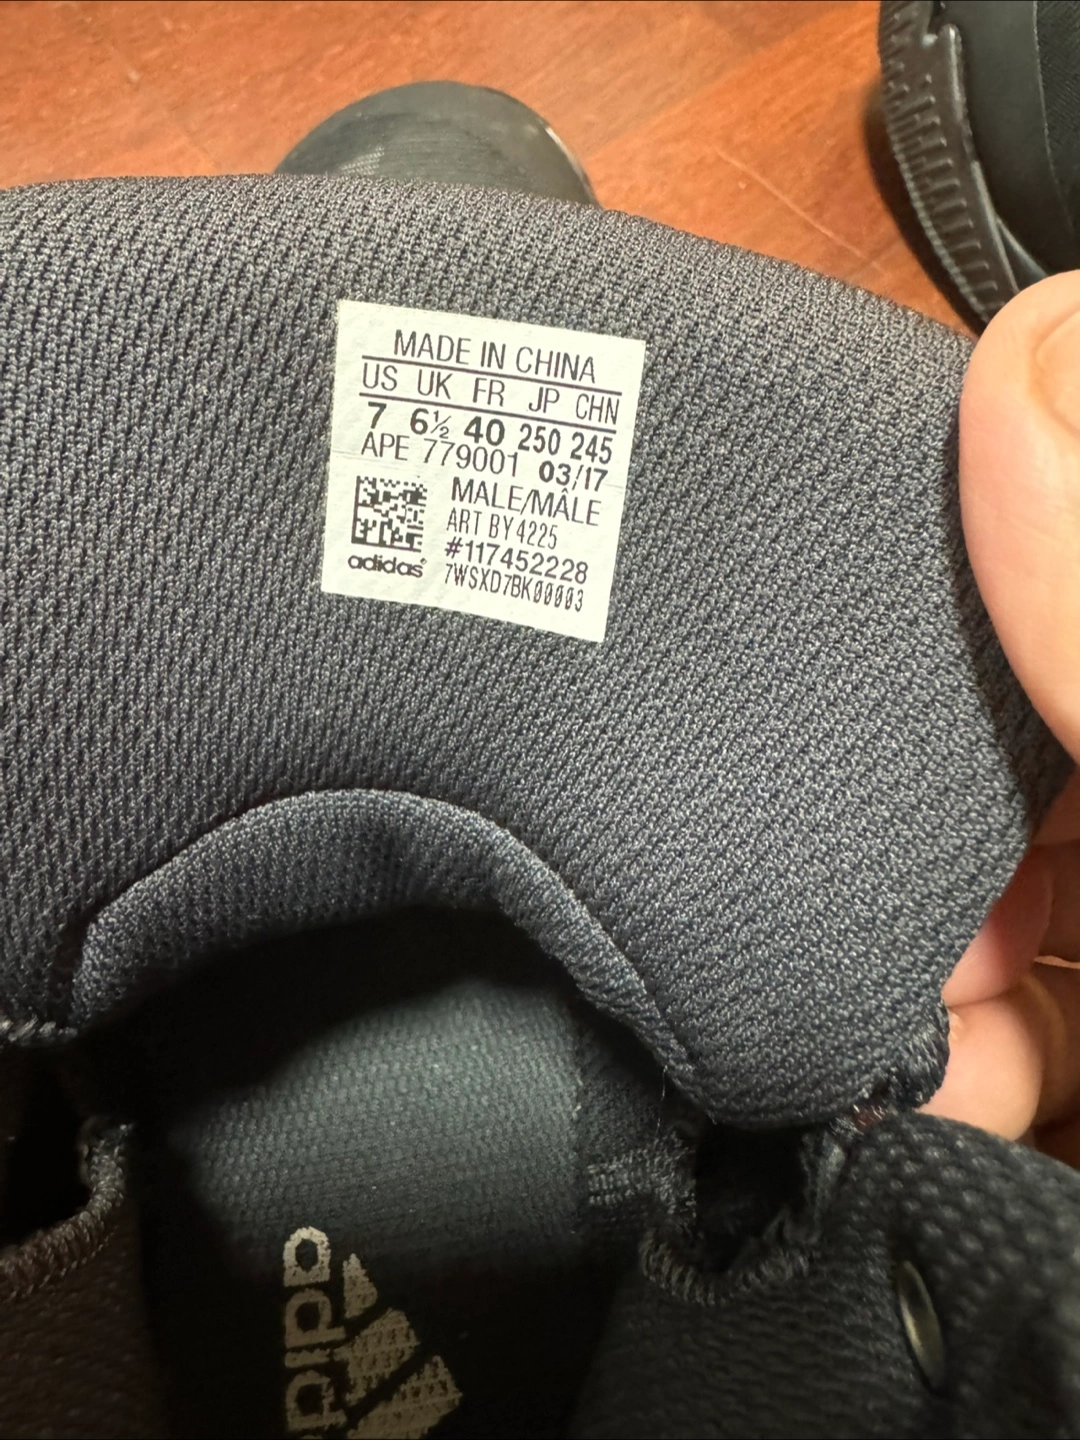 MADE IN CHINA
US UK FR JP CHN
7 6½ 40 250 245
APE 779001 03/17
MALE/MÂLE
ART BY4225
#117452228
adidas
7WSXD7BK00003
adidas